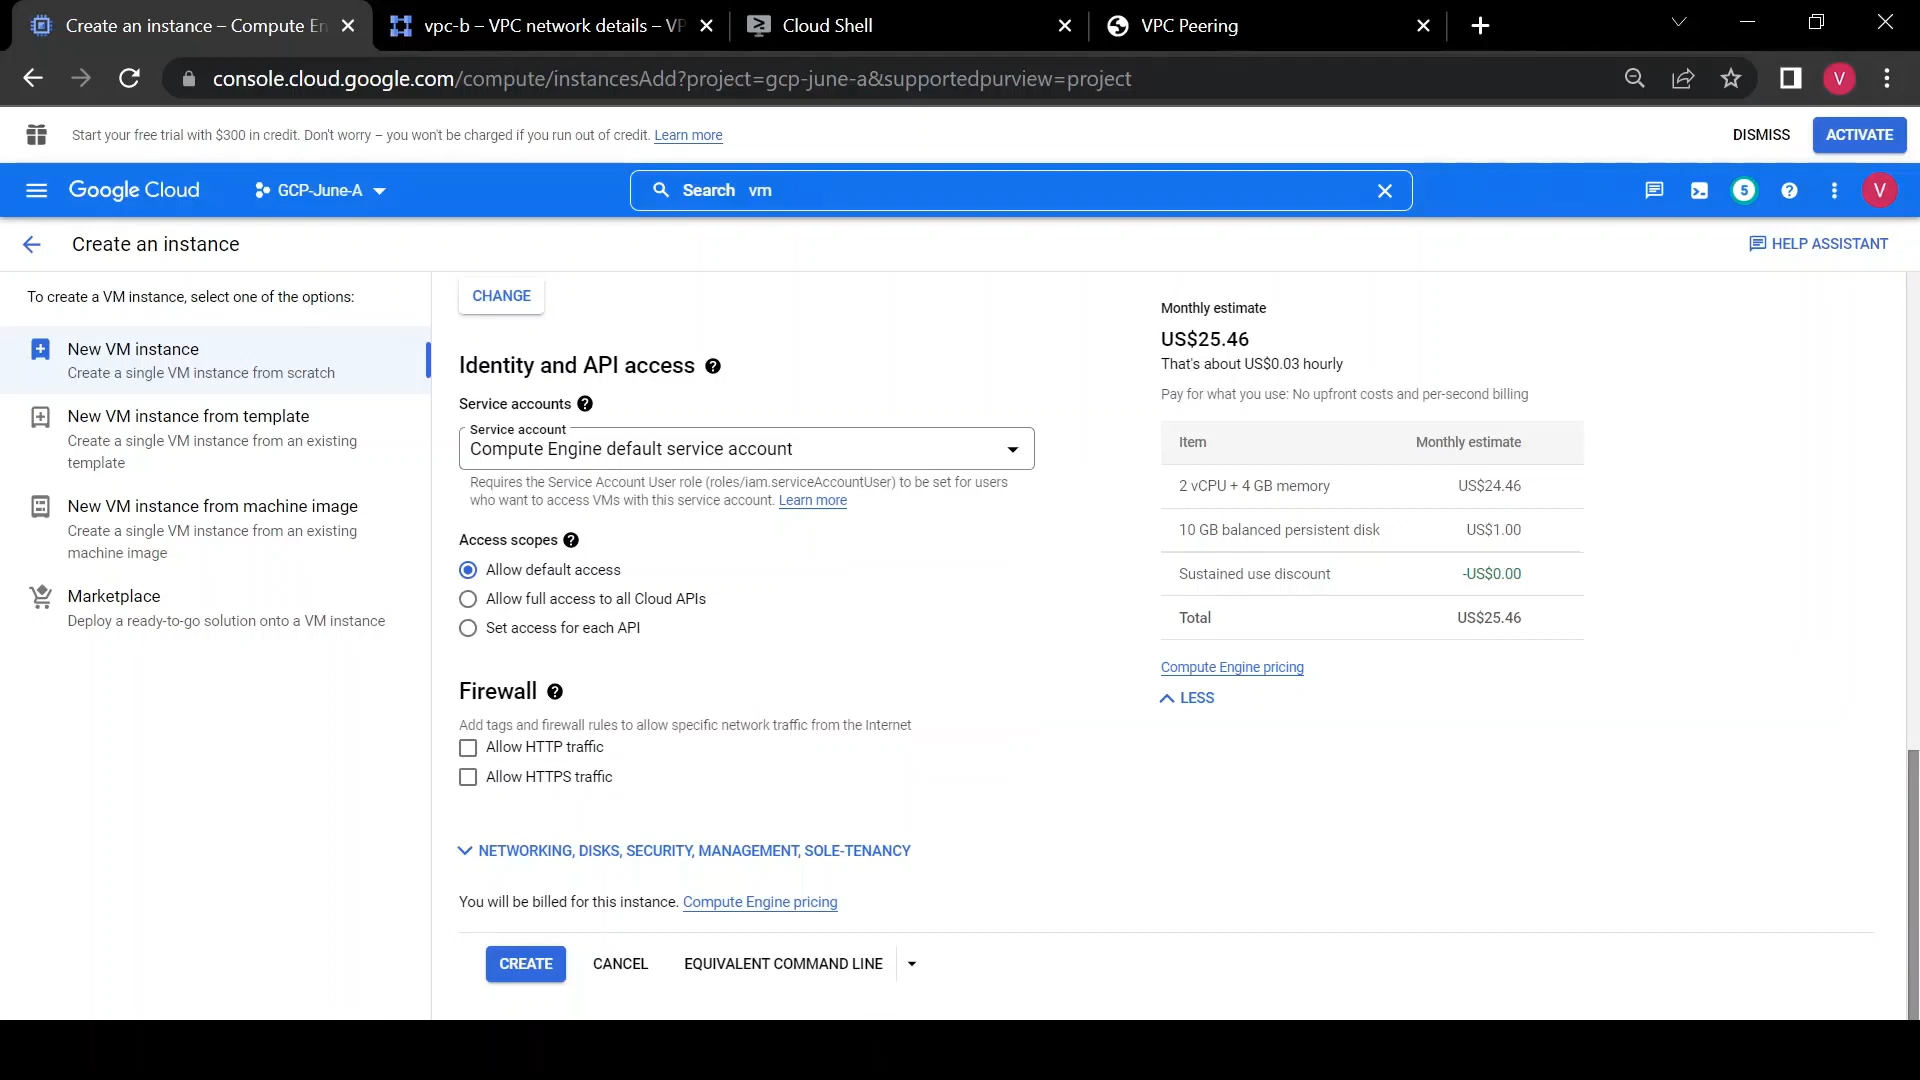 Create an instance – Compute En
vpc-b – VPC network details – VP
Cloud Shell
VPC Peering
console.cloud.google.com/compute/instancesAdd?project=gcp-june-a&supportedpurview=project
V
Start your free trial with $300 in credit. Don't worry – you won't be charged if you run out of credit. Learn more
DISMISS
ACTIVATE
Google Cloud
GCP-June-A
Search vm
5
V
Create an instance
HELP ASSISTANT
To create a VM instance, select one of the options:
New VM instance
Create a single VM instance from scratch
New VM instance from template
Create a single VM instance from an existing
template
New VM instance from machine image
Create a single VM instance from an existing
machine image
Marketplace
Deploy a ready-to-go solution onto a VM instance
CHANGE
Identity and API access
Service accounts
Service account
Compute Engine default service account
Requires the Service Account User role (roles/iam.serviceAccountUser) to be set for users
who want to access VMs with this service account. Learn more
Access scopes
Allow default access
Allow full access to all Cloud APIs
Set access for each API
Firewall
Add tags and firewall rules to allow specific network traffic from the Internet
Allow HTTP traffic
Allow HTTPS traffic
NETWORKING, DISKS, SECURITY, MANAGEMENT, SOLE-TENANCY
You will be billed for this instance. Compute Engine pricing
CREATE
CANCEL
EQUIVALENT COMMAND LINE
Monthly estimate
US$25.46
That's about US$0.03 hourly
Pay for what you use: No upfront costs and per-second billing
Item Monthly estimate
2 vCPU + 4 GB memory US$24.46
10 GB balanced persistent disk US$1.00
Sustained use discount -US$0.00
Total US$25.46
Compute Engine pricing
LESS